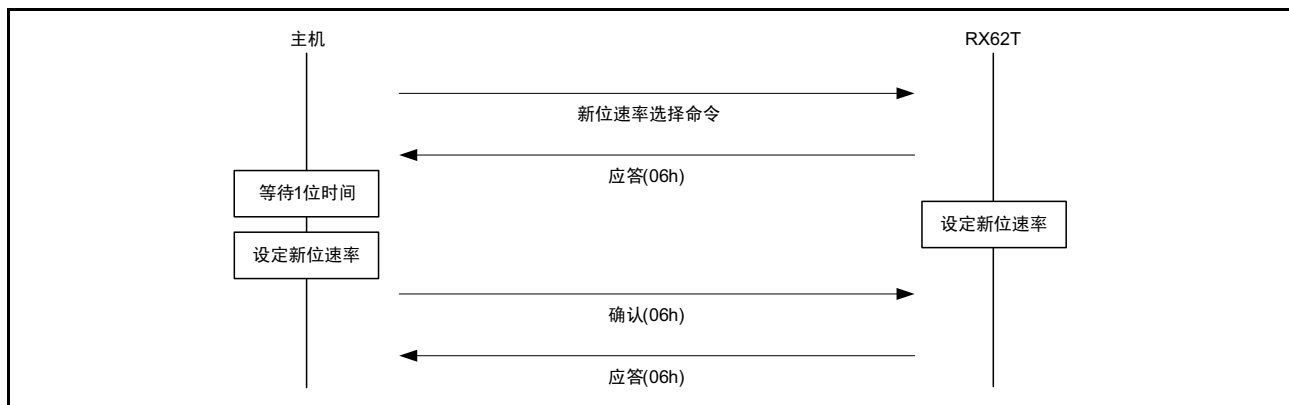 主机
RX62T
新位速率选择命令
应答(06h)
等待1位时间
设定新位速率
设定新位速率
确认(06h)
应答(06h)